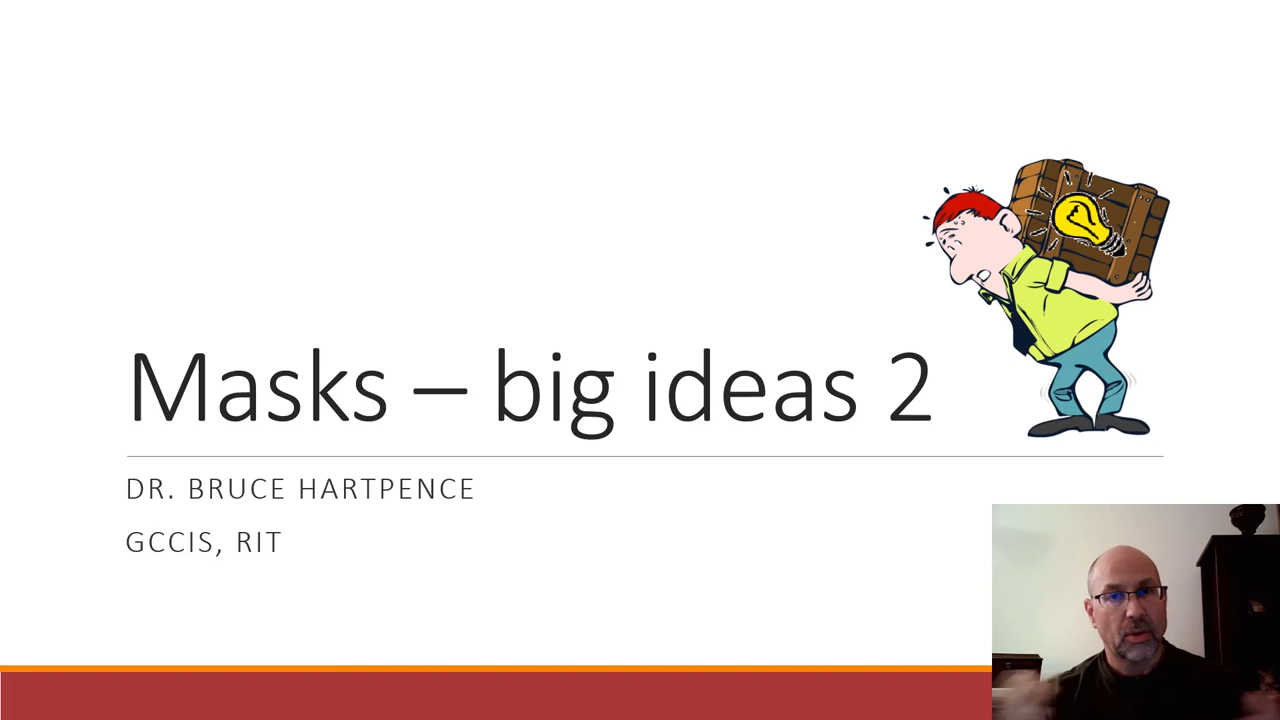 Masks – big ideas 2
DR. BRUCE HARTPENCE
GCCIS, RIT